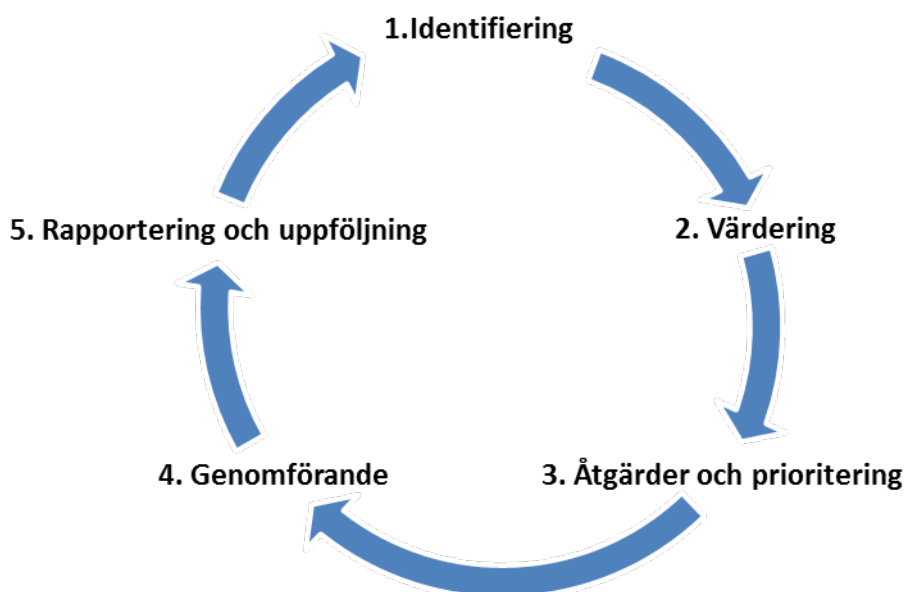 1.Identifiering
2. Värdering
3. Åtgärder och prioritering
4. Genomförande
5. Rapportering och uppföljning